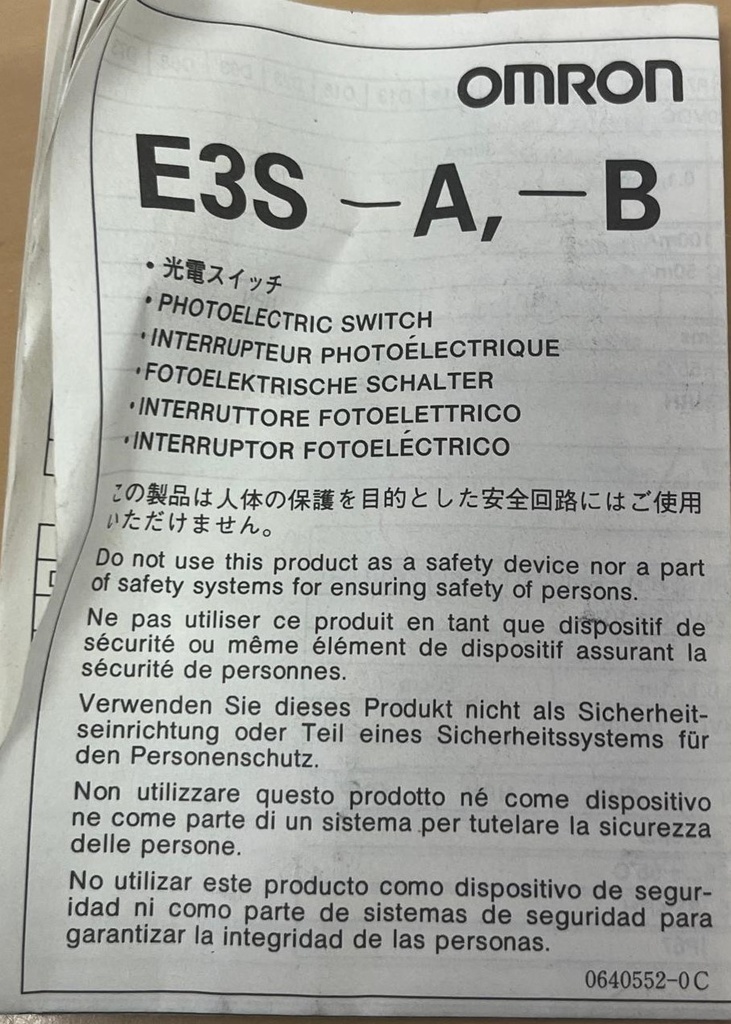 OMRON
E3S －A, －B
・光電スイッチ
・PHOTOELECTRIC SWITCH
・INTERRUPTEUR PHOTOÉLECTRIQUE
・FOTOELEKTRISCHE SCHALTER
・INTERRUTTORE FOTOELETTRICO
・INTERRUPTOR FOTOELÉCTRICO
この製品は人体の保護を目的とした安全回路にはご使用
いただけません。
Do not use this product as a safety device nor a part
of safety systems for ensuring safety of persons.
Ne pas utiliser ce produit en tant que dispositif de
sécurité ou même élément de dispositif assurant la
sécurité de personnes.
Verwenden Sie dieses Produkt nicht als Sicherheit-
seinrichtung oder Teil eines Sicherheitssystems für
den Personenschutz.
Non utilizzare questo prodotto né come dispositivo
ne come parte di un sistema per tutelare la sicurezza
delle persone.
No utilizar este producto como dispositivo de segur-
idad ni como parte de sistemas de seguridad para
garantizar la integridad de las personas.
0640552-0C